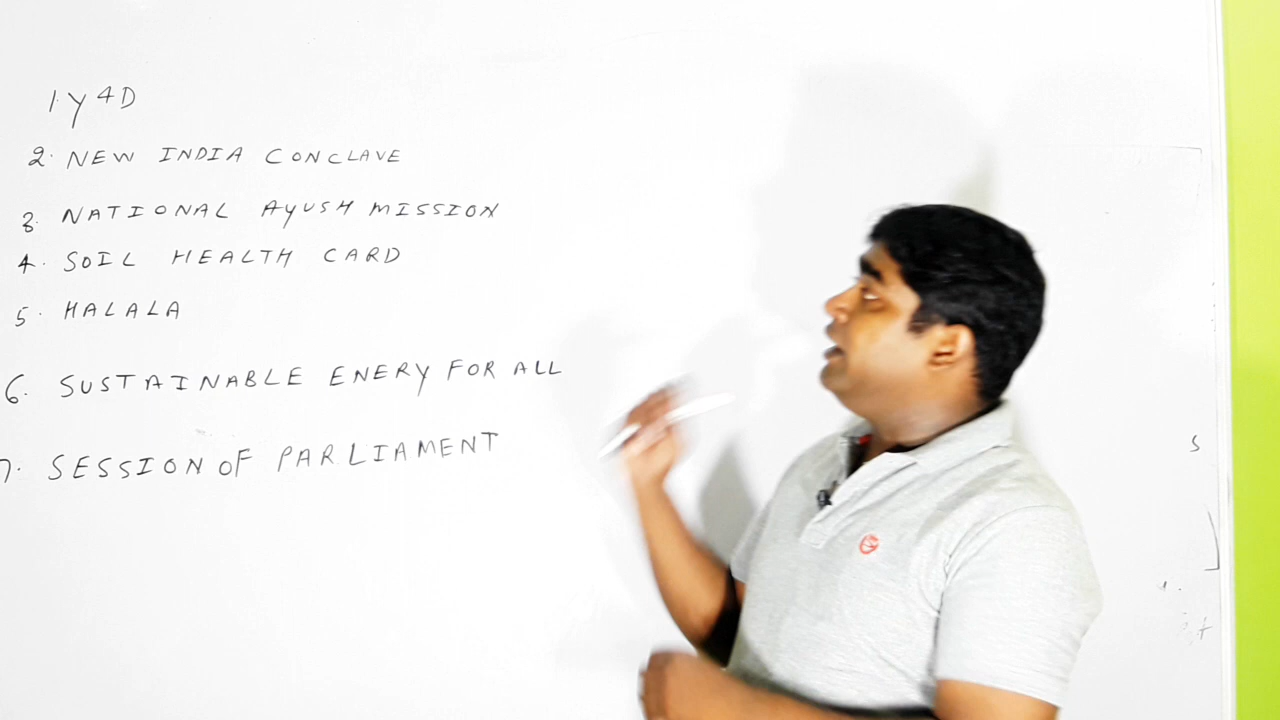 1. Y4D
2. NEW INDIA CONCLAVE
3. NATIONAL AYUSH MISSION
4. SOIL HEALTH CARD
5. HALALA
6. SUSTAINABLE ENERY FOR ALL
7. SESSION OF PARLIAMENT
S